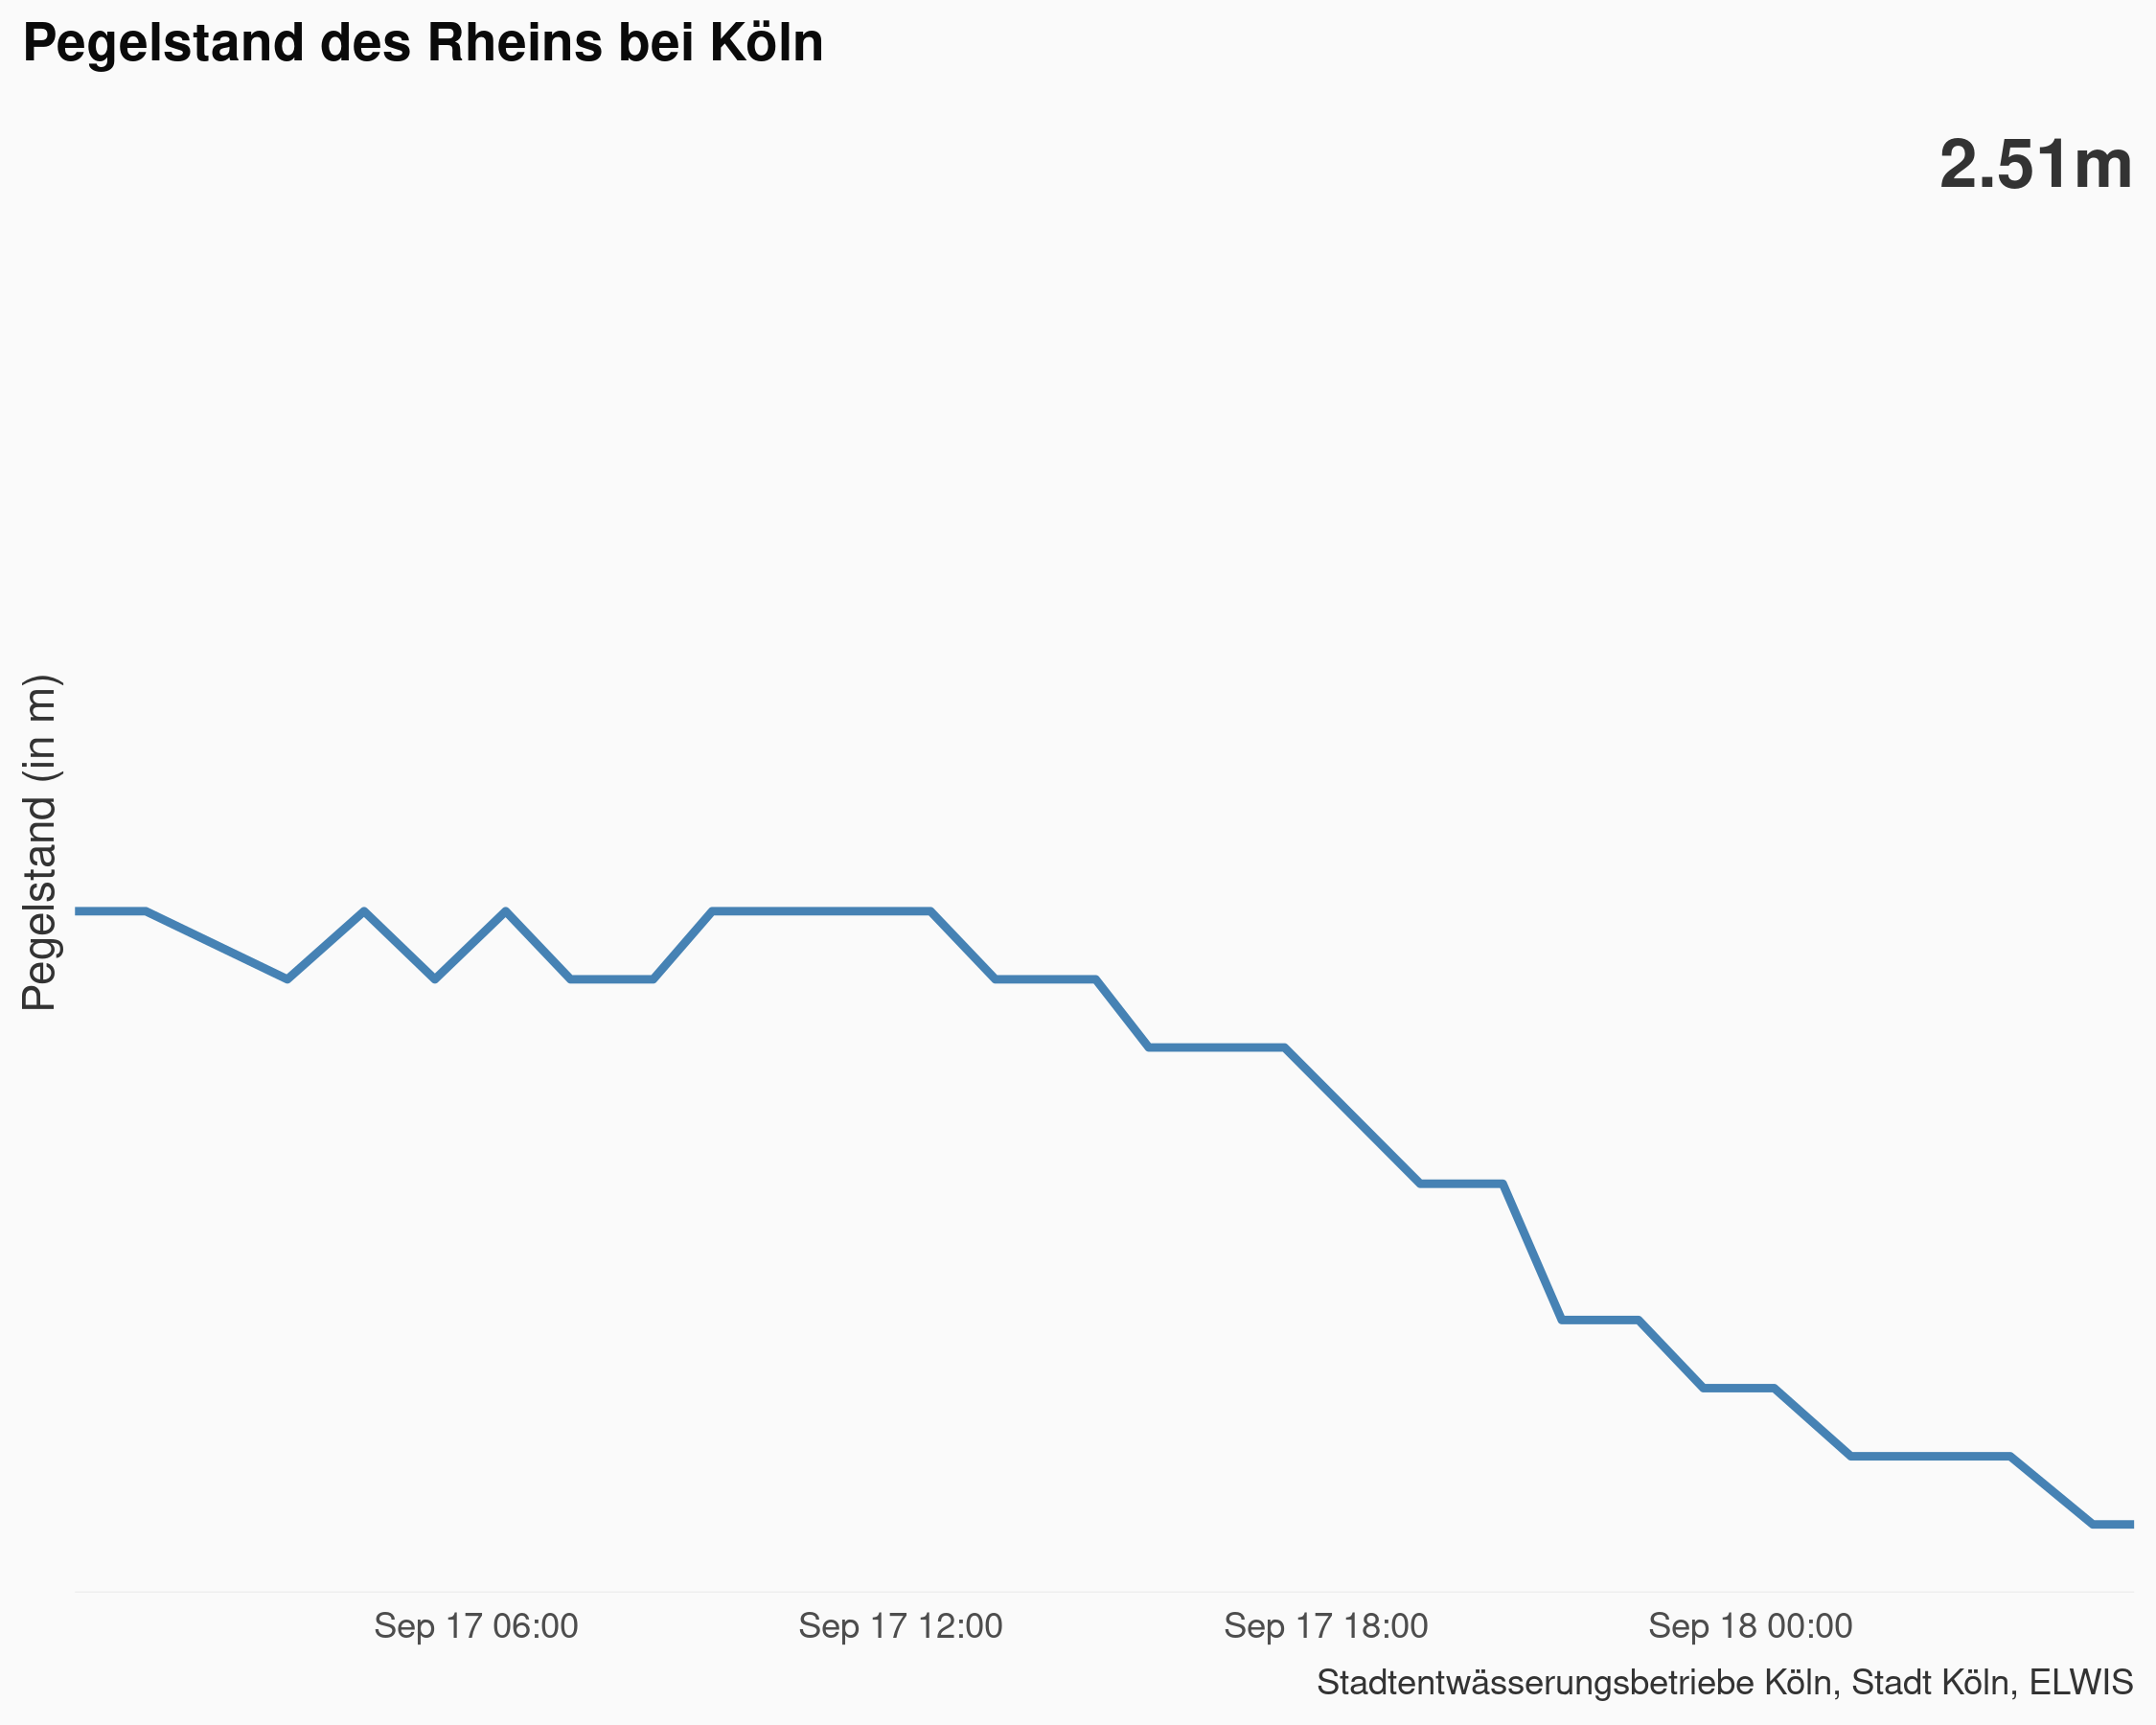 Pegelstand des Rheins bei Köln
2.51m
Pegelstand (in m)
Sep 17 06:00
Sep 17 12:00
Sep 17 18:00
Sep 18 00:00
Stadtentwässerungsbetriebe Köln, Stadt Köln, ELWIS